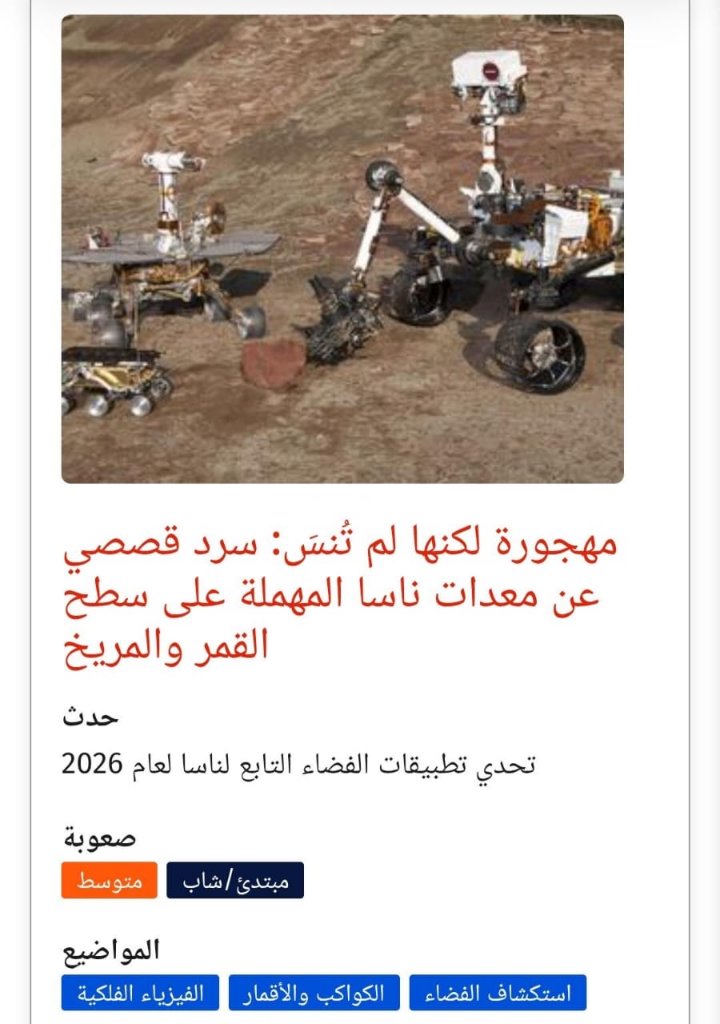 مهجورة لكنها لم تُنسَ: سرد قصصي
عن معدات ناسا المهملة على سطح
القمر والمريخ
حدث
تحدي تطبيقات الفضاء التابع لناسا لعام 2026
صعوبة
مبتدئ/شاب
متوسط
المواضيع
استكشاف الفضاء
الكواكب والأقمار
الفيزياء الفلكية